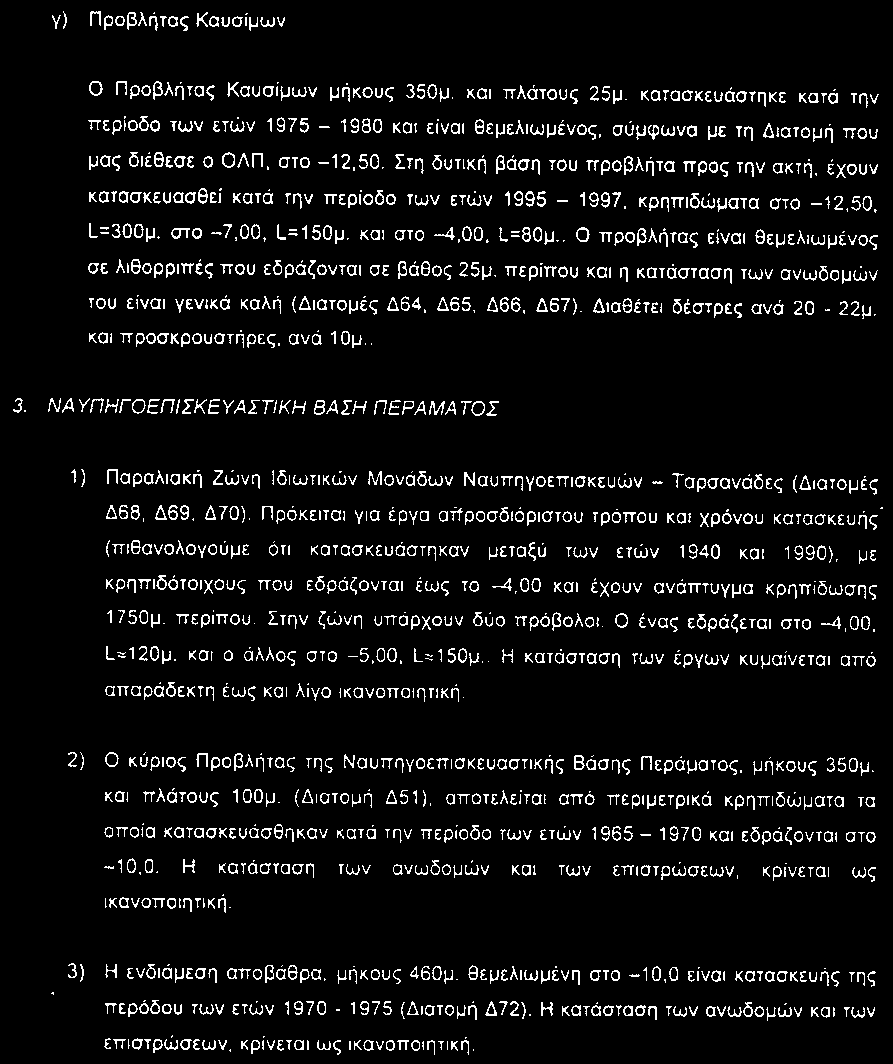 γ) Προβλήτας Καυσίμων
Ο Προβλήτας Καυσίμων μήκους 350μ. και πλάτους 25μ. κατασκευάστηκε κατά την
περίοδο των ετών 1975 – 1980 και είναι θεμελιωμένος, σύμφωνα με τη Διατομή που
μας διέθεσε ο ΟΛΠ, στο –12,50. Στη δυτική βάση του προβλήτα προς την ακτή, έχουν
κατασκευασθεί κατά την περίοδο των ετών 1995 – 1997, κρηπιδώματα στο –12,50,
L=300μ. στο –7,00, L=150μ. και στο –4,00, L=80μ.. Ο προβλήτας είναι θεμελιωμένος
σε λιθορριπές που εδράζονται σε βάθος 25μ. περίπου και η κατάσταση των ανωδομών
του είναι γενικά καλή (Διατομές Δ64, Δ65, Δ66, Δ67). Διαθέτει δέστρες ανά 20 - 22μ.
και προσκρουστήρες, ανά 10μ..
3. ΝΑΥΠΗΓΟΕΠΙΣΚΕΥΑΣΤΙΚΗ ΒΑΣΗ ΠΕΡΑΜΑΤΟΣ
1) Παραλιακή Ζώνη Ιδιωτικών Μονάδων Ναυπηγοεπισκευών – Ταρσανάδες (Διατομές
Δ68, Δ69, Δ70). Πρόκειται για έργα απροσδιόριστου τρόπου και χρόνου κατασκευής
(πιθανολογούμε ότι κατασκευάστηκαν μεταξύ των ετών 1940 και 1990), με
κρηπιδότοιχους που εδράζονται έως το –4,00 και έχουν ανάπτυγμα κρηπίδωσης
1750μ. περίπου. Στην ζώνη υπάρχουν δύο πρόβολοι. Ο ένας εδράζεται στο –4,00,
L≈120μ. και ο άλλος στο –5,00, L≈150μ.. Η κατάσταση των έργων κυμαίνεται από
απαράδεκτη έως και λίγο ικανοποιητική.
2) Ο κύριος Προβλήτας της Ναυπηγοεπισκευαστικής Βάσης Περάματος, μήκους 350μ.
και πλάτους 100μ. (Διατομή Δ51), αποτελείται από περιμετρικά κρηπιδώματα τα
οποία κατασκευάσθηκαν κατά την περίοδο των ετών 1965 – 1970 και εδράζονται στο
–10,0. Η κατάσταση των ανωδομών και των επιστρώσεων, κρίνεται ως
ικανοποιητική.
3) Η ενδιάμεση αποβάθρα, μήκους 460μ. θεμελιωμένη στο –10,0 είναι κατασκευής της
περόδου των ετών 1970 - 1975 (Διατομή Δ72). Η κατάσταση των ανωδομών και των
επιστρώσεων, κρίνεται ως ικανοποιητική.